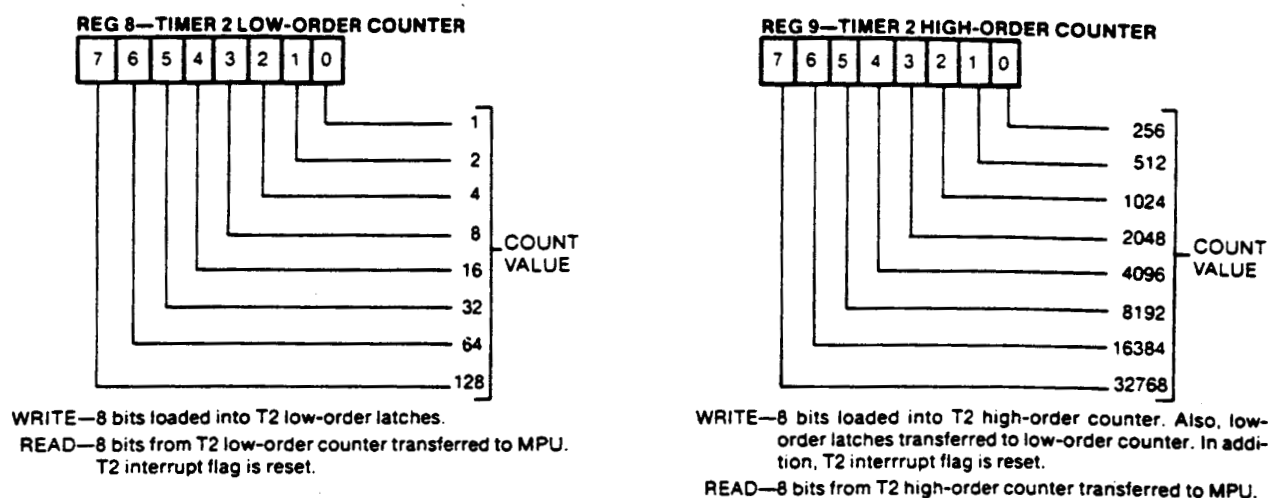 REG 8—TIMER 2 LOW-ORDER COUNTER
7 6 5 4 3 2 1 0
1
2
4
8
16
32
64
128
COUNT
VALUE
WRITE—8 bits loaded into T2 low-order latches.
READ—8 bits from T2 low-order counter transferred to MPU.
T2 interrupt flag is reset.
REG 9—TIMER 2 HIGH-ORDER COUNTER
7 6 5 4 3 2 1 0
256
512
1024
2048
4096
8192
16384
32768
COUNT
VALUE
WRITE—8 bits loaded into T2 high-order counter. Also, low-
order latches transferred to low-order counter. In addi-
tion, T2 interrrupt flag is reset.
READ—8 bits from T2 high-order counter transferred to MPU.